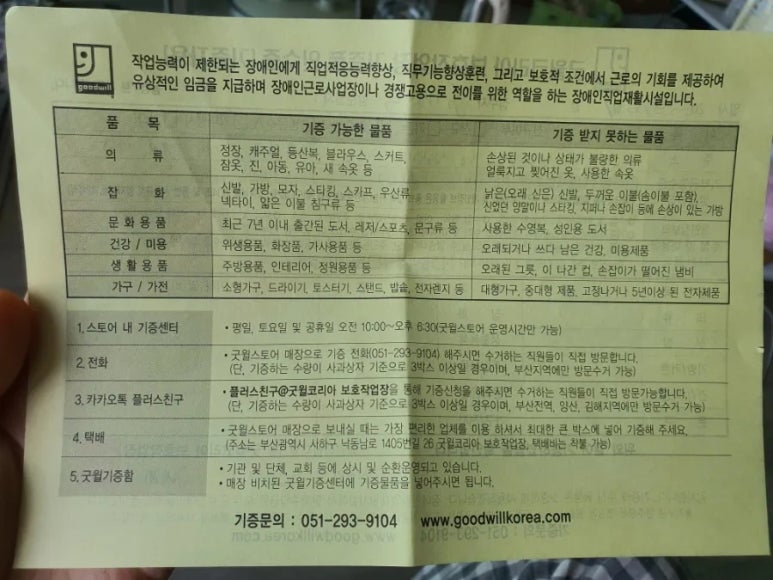 goodwill
작업능력이 제한되는 장애인에게 직업적응능력향상, 직무기능향상훈련, 그리고 보호적 조건에서 근로의 기회를 제공하여
유상적인 임금을 지급하며 장애인근로사업장이나 경쟁고용으로 전이를 위한 역할을 하는 장애인직업재활시설입니다.
품 목 기증 가능한 물품 기증 받지 못하는 물품
의 류 정장, 캐주얼, 등산복, 블라우스, 스커트, 손상된 것이나 상태가 불량한 의류
잠옷, 진, 아동, 유아, 새 속옷 등 얼룩지고 찢어진 옷, 사용한 속옷
잡 화 신발, 가방, 모자, 스타킹, 스카프, 우산류, 낡은(오래 신은) 신발, 두꺼운 이불(솜이불 포함),
넥타이, 얇은 이불 침구류 등 신었던 양말이나 스타킹, 지퍼나 손잡이 등에 손상이 있는 가방
문화용품 최근 7년 이내 출간된 도서, 레저/스포츠, 문구류 등 사용한 수영복, 성인용 도서
건강 / 미용 위생용품, 화장품, 가사용품 등 오래되거나 쓰다 남은 건강, 미용제품
생활용품 주방용품, 인테리어, 정원용품 등 오래된 그릇, 이 나간 컵, 손잡이가 떨어진 냄비
가구 / 가전 소형가구, 드라이기, 토스터기, 스탠드, 밥솥, 전자렌지 등 대형가구, 중대형 제품, 고장나거나 5년이상 된 전자제품
1. 스토어 내 기증센터 • 평일, 토요일 및 공휴일 오전 10:00~오후 6:30(굿윌스토어 운영시간만 가능)
2. 전화 • 굿윌스토어 매장으로 기증 전화(051-293-9104) 해주시면 수거하는 직원들이 직접 방문합니다.
(단, 기증하는 수량이 사과상자 기준으로 3박스 이상일 경우이며, 부산지역에만 방문수거 가능)
3. 카카오톡 플러스친구 • 플러스친구@굿윌코리아 보호작업장을 통해 기증신청을 해주시면 수거하는 직원들이 직접 방문가능합니다.
(단, 기증하는 수량이 사과상자 기준으로 3박스 이상일 경우이며, 부산전역, 양산, 김해지역에만 방문수거 가능)
4. 택배 • 굿윌스토어 매장으로 보내실 때는 가장 편리한 업체를 이용 하셔서 최대한 큰 박스에 넣어 기증해 주세요.
(주소는 부산광역시 사하구 낙동남로 1405번길 26 굿윌코리아 보호작업장, 택배비는 착불 가능)
5. 굿윌기증함 • 기관 및 단체, 교회 등에 상시 및 순환운영되고 있습니다.
• 매장 비치된 굿윌기증센터에 기증물품을 넣어주시면 됩니다.
기증문의 : 051-293-9104 www.goodwillkorea.com